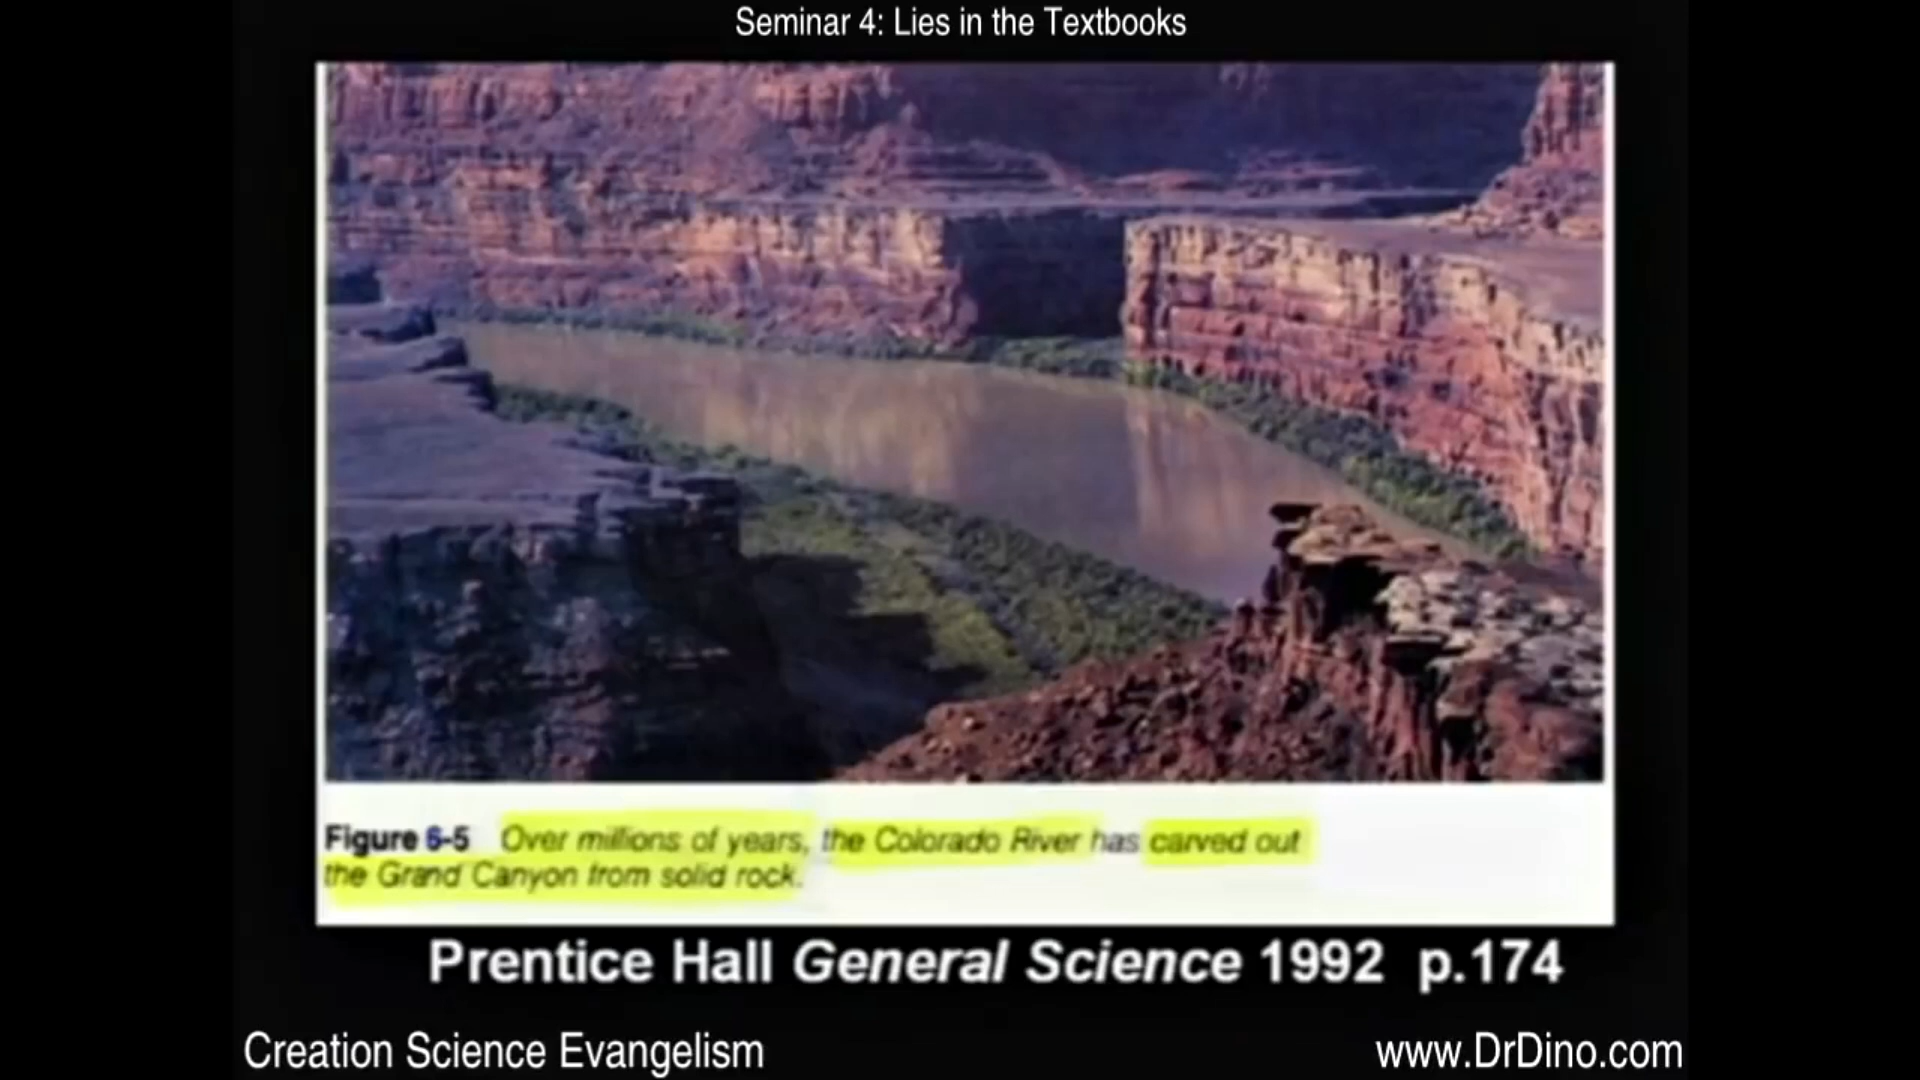 Seminar 4: Lies in the Textbooks
Figure 6-5 Over millions of years, the Colorado River has carved out
the Grand Canyon from solid rock.
Prentice Hall General Science 1992 p.174
Creation Science Evangelism
www.DrDino.com